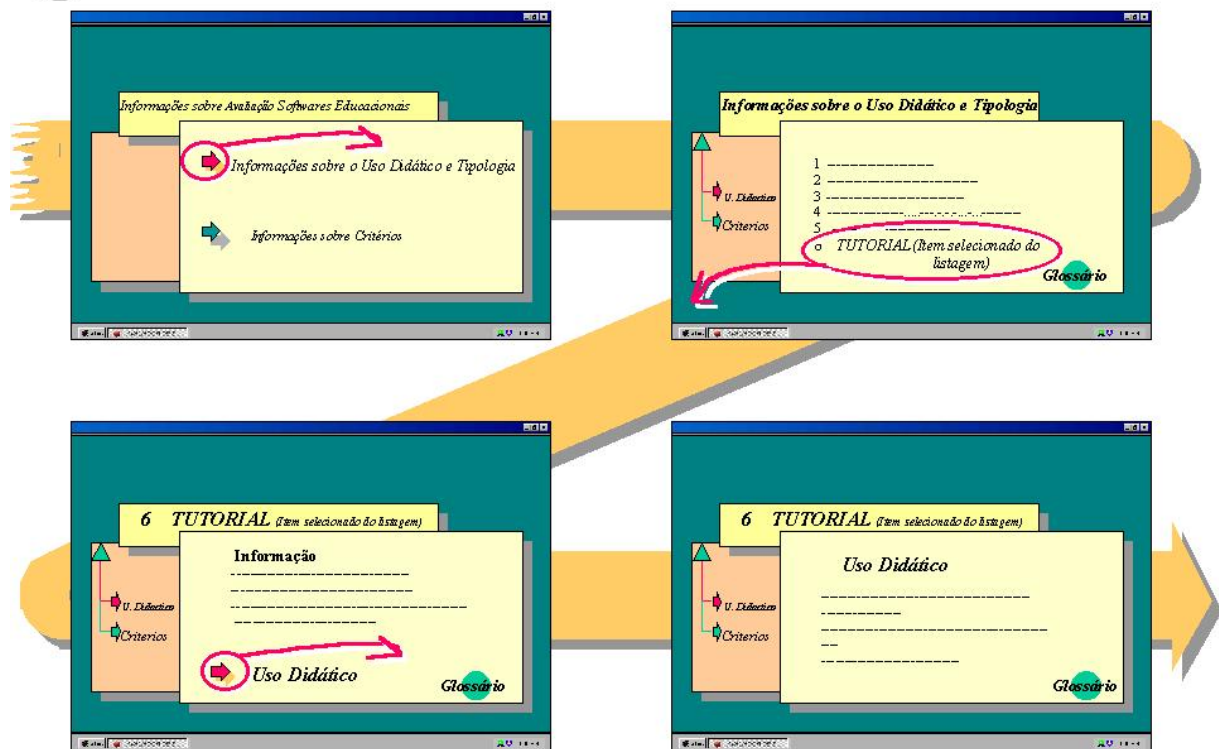 Informações sobre Avaliação Softwares Educacionais
Informações sobre o Uso Didático e Tipologia
Informações sobre Critérios
Informações sobre o Uso Didático e Tipologia
U. Didactico
Criterios
1
2
3
4
5
o TUTORIAL (Item selecionado do
listagem)
Glossário
6 TUTORIAL (Item selecionado do listagem)
U. Didactico
Criterios
Informação
Uso Didático
Glossário
6 TUTORIAL (Item selecionado do listagem)
U. Didactico
Criterios
Uso Didático
Glossário